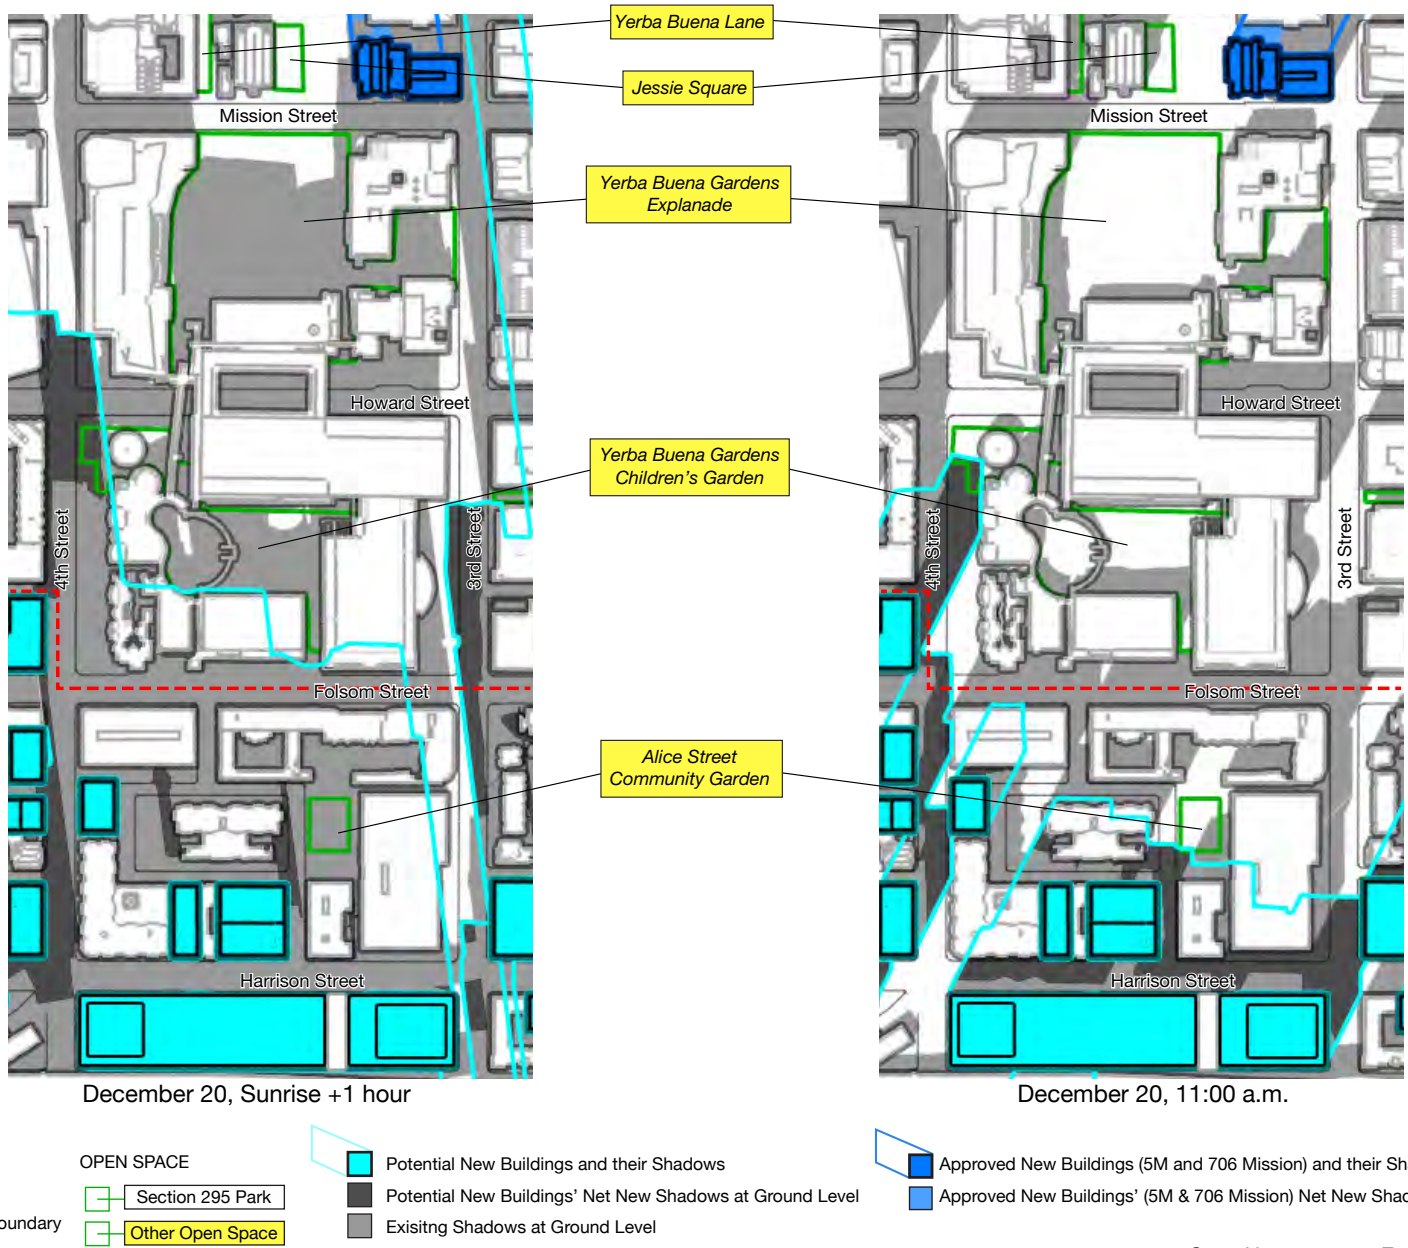 Yerba Buena Lane
Jessie Square
Mission Street
Mission Street
Yerba Buena Gardens
Explanade
Howard Street
Howard Street
Yerba Buena Gardens
Children's Garden
4th Street
3rd Street
4th Street
3rd Street
Folsom Street
Folsom Street
Alice Street
Community Garden
Harrison Street
Harrison Street
December 20, Sunrise +1 hour
December 20, 11:00 a.m.
OPEN SPACE
Section 295 Park
Other Open Space
oundary
Potential New Buildings and their Shadows
Potential New Buildings' Net New Shadows at Ground Level
Exisitng Shadows at Ground Level
Approved New Buildings (5M and 706 Mission) and their Sh
Approved New Buildings' (5M & 706 Mission) Net New Shad